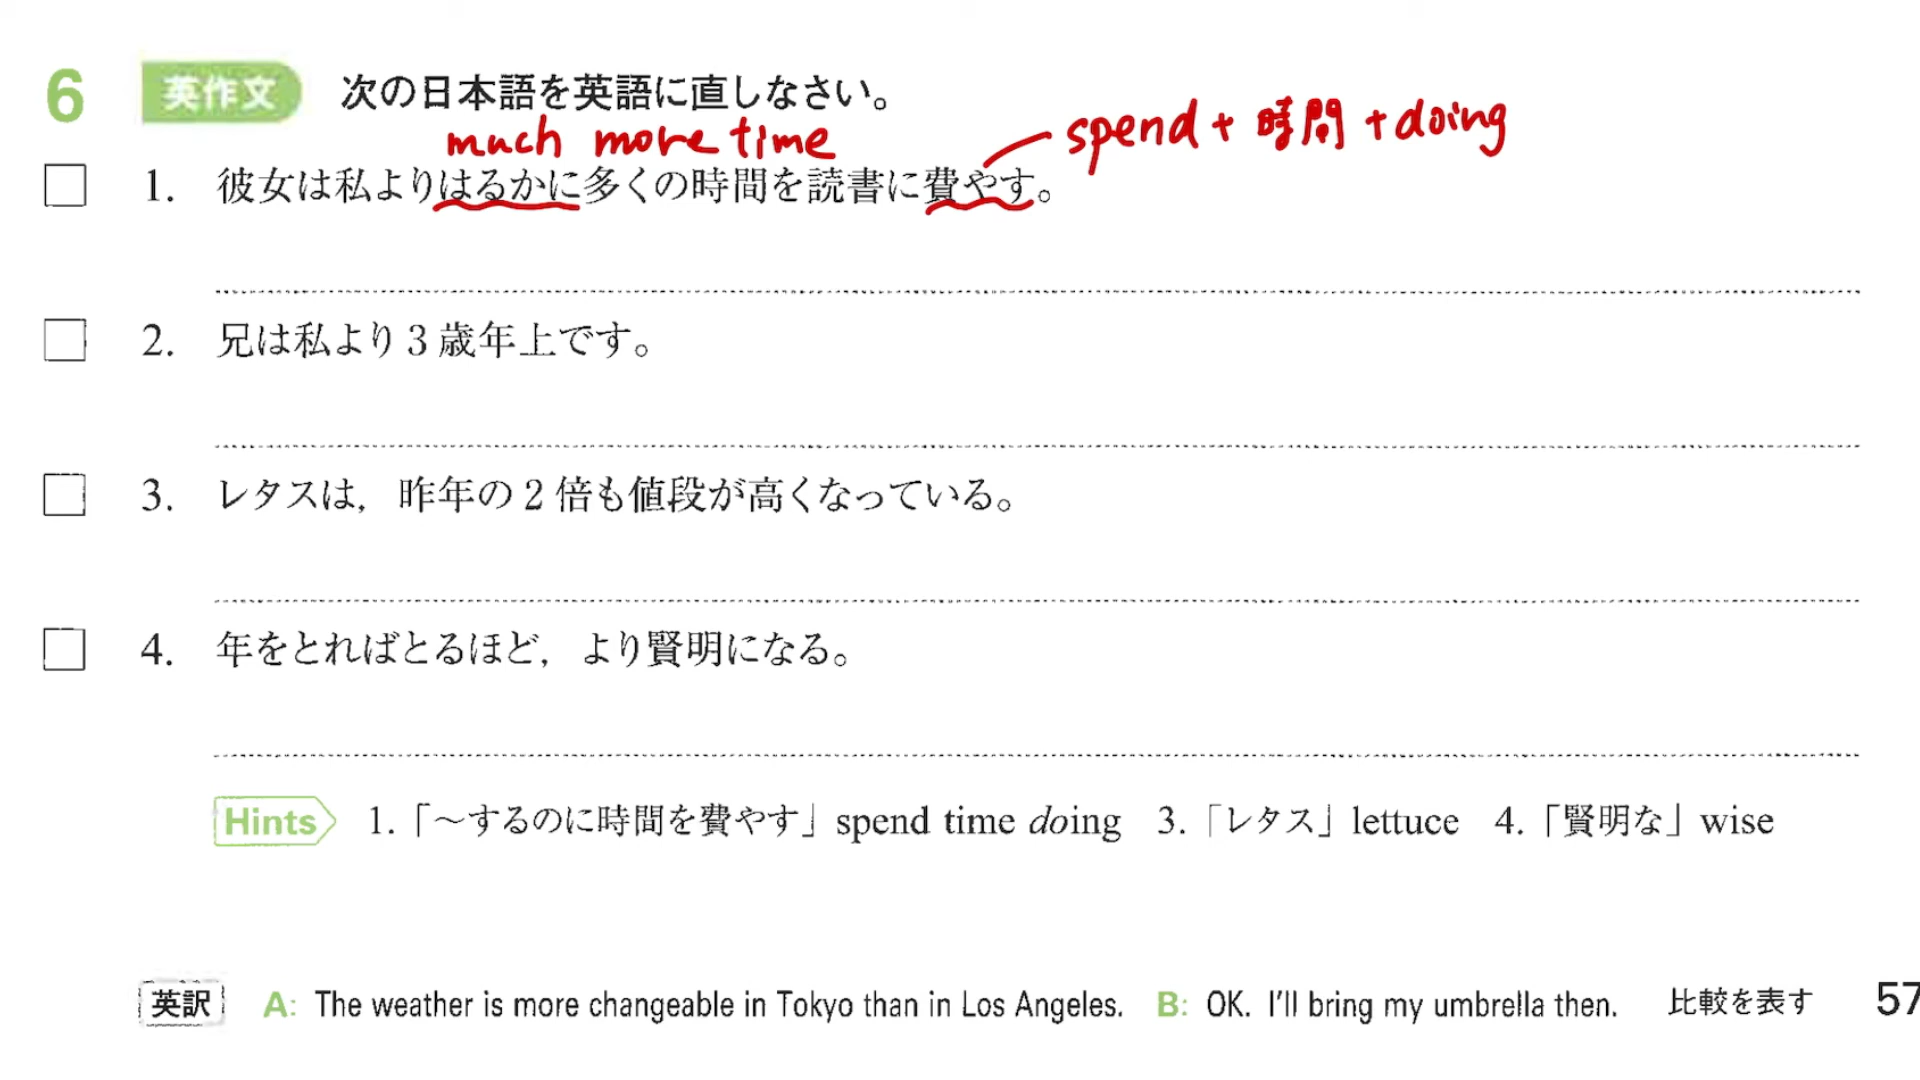 6 英作文 次の日本語を英語に直しなさい。
much more time spend + 時間 + doing
1. 彼女は私よりはるかに多くの時間を読書に費やす。
2. 兄は私より3歳年上です。
3. レタスは，昨年の2倍も値段が高くなっている。
4. 年をとればとるほど，より賢明になる。
Hints 1.「～するのに時間を費やす」spend time doing 3.「レタス」lettuce 4.「賢明な」wise
英訳 A: The weather is more changeable in Tokyo than in Los Angeles. B: OK. I'll bring my umbrella then. 比較を表す 57